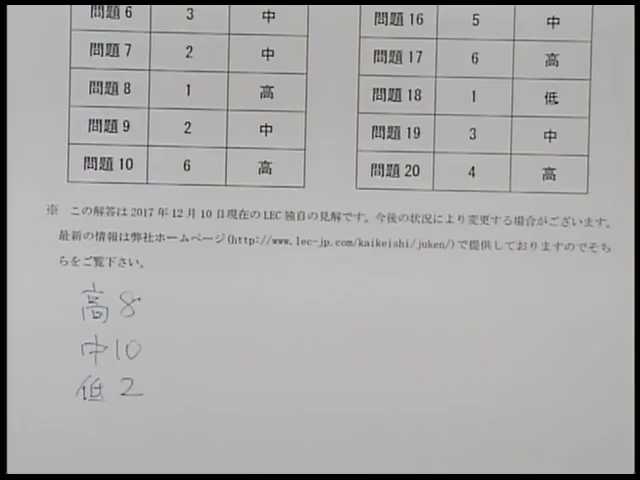 問題 6 3 中
問題 7 2 中
問題 8 1 高
問題 9 2 中
問題 10 6 高
問題 16 5 中
問題 17 6 高
問題 18 1 低
問題 19 3 中
問題 20 4 高
※ この解答は 2017 年 12 月 10 日現在の LEC 独自の見解です。今後の状況により変更する場合がございます。
最新の情報は弊社ホームページ(http://www.lec-jp.com/kaikeishi/juken/)で提供しておりますのでそち
らをご覧下さい。
高 8
中 10
低 2